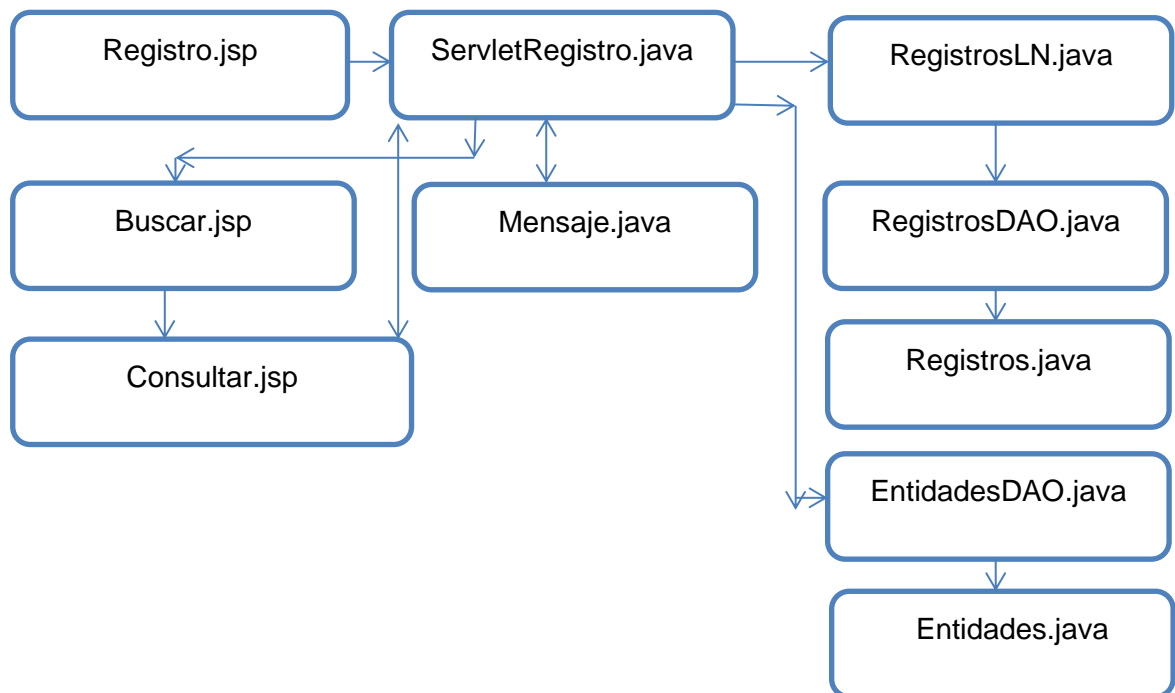 Registro.jsp
ServletRegistro.java
RegistrosLN.java
Buscar.jsp
Mensaje.java
RegistrosDAO.java
Consultar.jsp
Registros.java
EntidadesDAO.java
Entidades.java